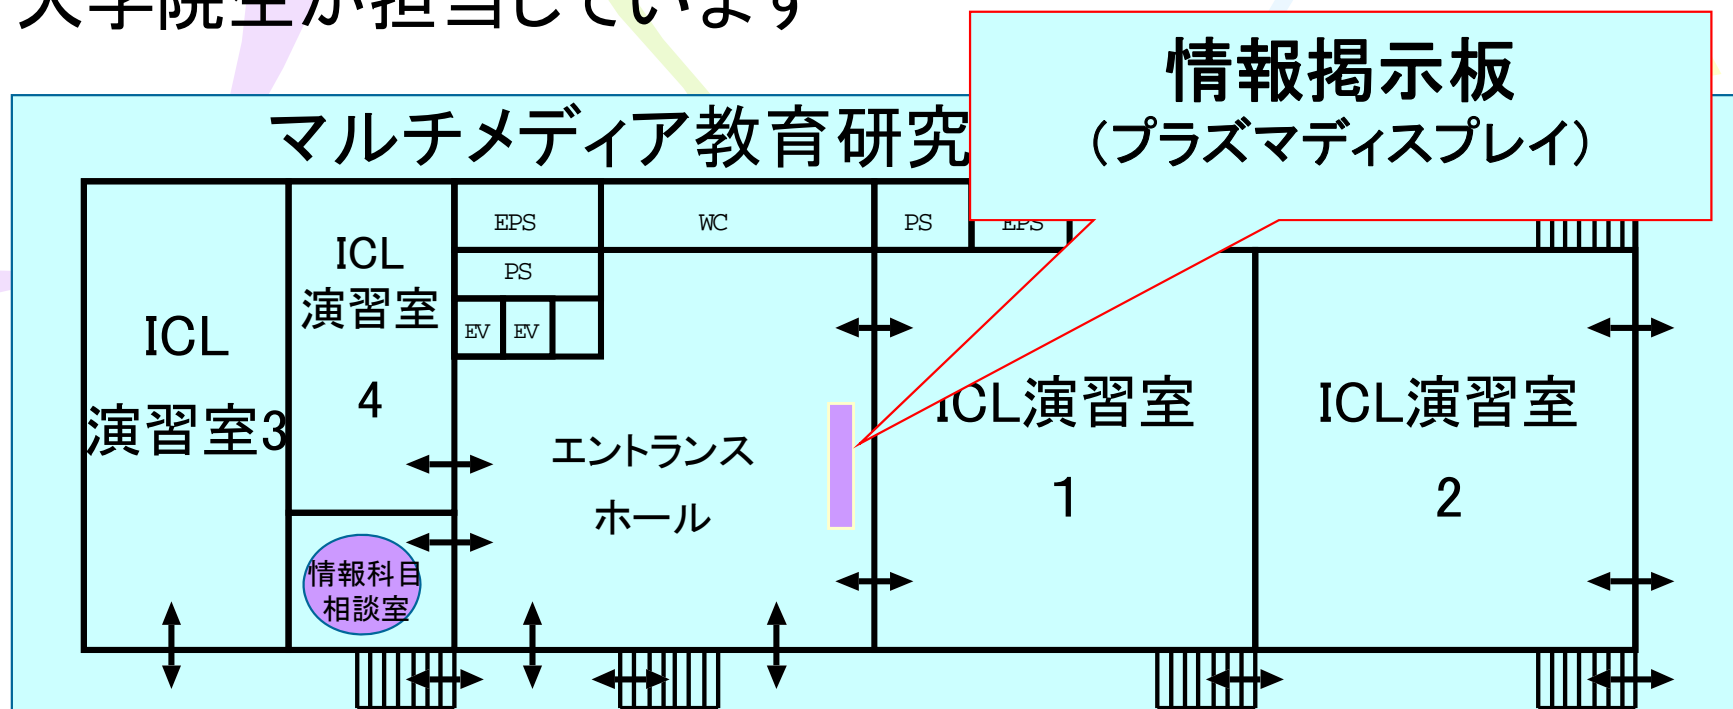 大学院生が担当しています
情報掲示板
（プラズマディスプレイ）
マルチメディア教育研究
EPS
WC
PS
EPS
PS
EV
EV
ICL
演習室
4
ICL
演習室3
エントランス
ホール
ICL演習室
1
ICL演習室
2
情報科目
相談室